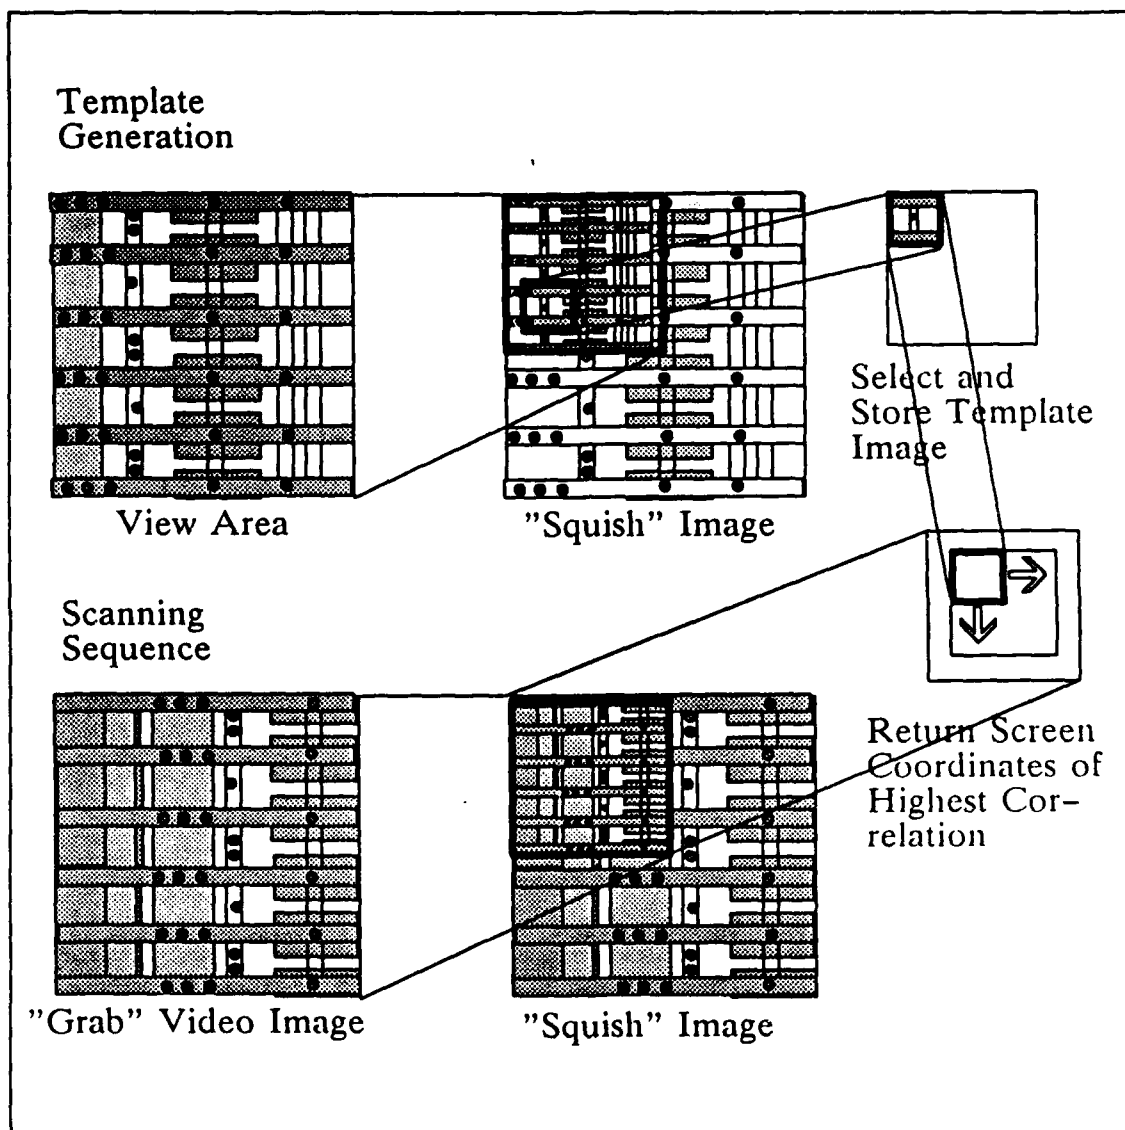 Template
Generation
View Area
"Squish" Image
Select and
Store Template
Image
Scanning
Sequence
"Grab" Video Image
"Squish" Image
Return Screen
Coordinates of
Highest Cor-
relation